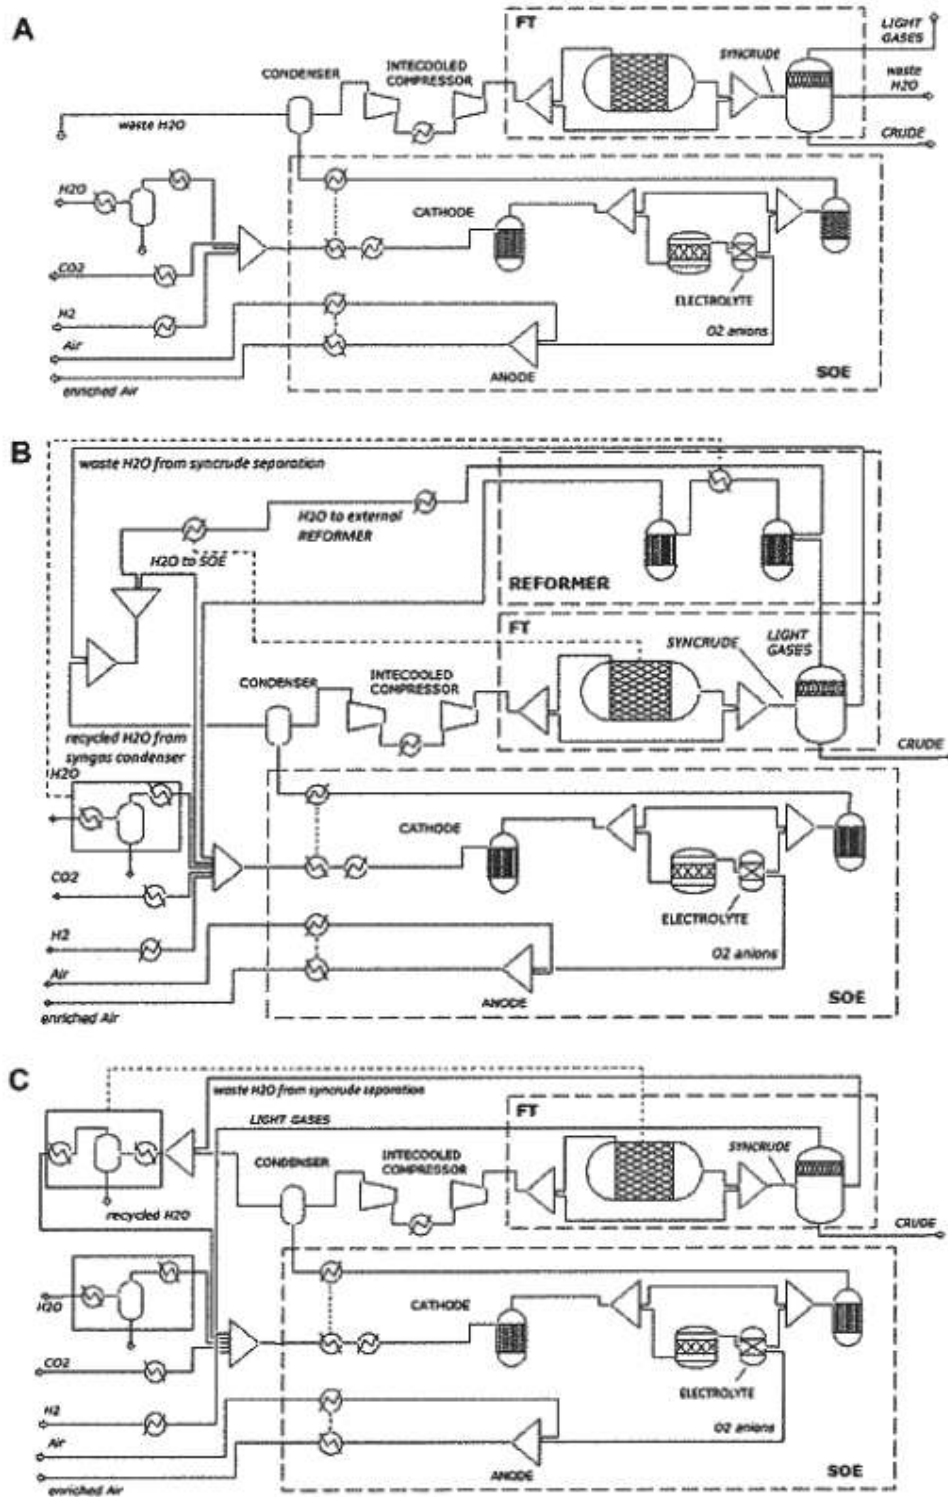 A
FT
LIGHT
GASES
SYNCRUDE
INTECOOLED
COMPRESSOR
CONDENSER
waste
H2O
waste H2O
CRUDE
H2O
CATHODE
CO2
ELECTROLYTE
H2
O2 anions
Air
ANODE
SOE
enriched Air
B
waste H2O from syncrude separation
H2O to external
REFORMER
H2O to SOE
REFORMER
FT
SYNCRUDE
LIGHT
GASES
CONDENSER
INTECOOLED
COMPRESSOR
recycled H2O from
syngas condenser
CRUDE
H2O
CATHODE
CO2
ELECTROLYTE
H2
O2 anions
Air
ANODE
SOE
enriched Air
C
waste H2O from syncrude separation
FT
LIGHT GASES
SYNCRUDE
CONDENSER
INTECOOLED
COMPRESSOR
recycled H2O
CRUDE
H2O
CATHODE
CO2
ELECTROLYTE
H2
O2 anions
Air
ANODE
SOE
enriched Air